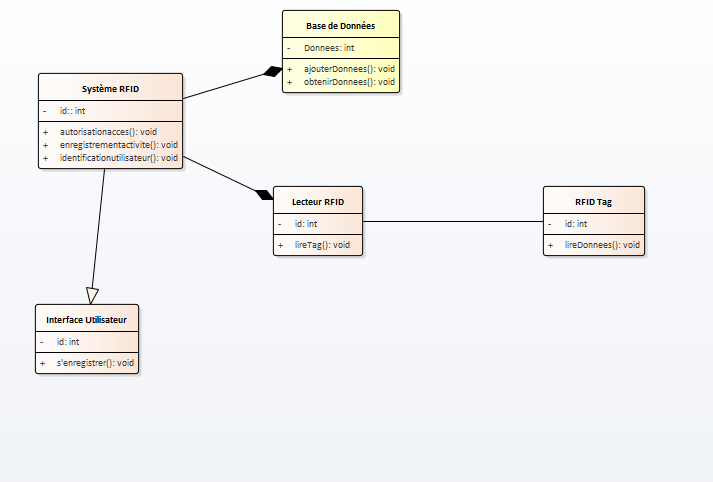 Base de Données
- Donnees: int
+ ajouterDonnees(): void
+ obtenirDonnees(): void
Système RFID
- id:: int
+ autorisationacces(): void
+ enregistrementactivite(): void
+ identificationutilisateur(): void
Lecteur RFID
- id: int
+ lireTag(): void
RFID Tag
- id: int
+ lireDonnees(): void
Interface Utilisateur
- id: int
+ s'enregistrer(): void